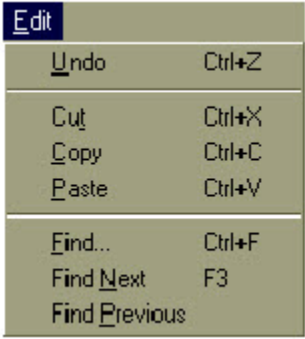 Edit
Undo Ctrl+Z
Cut Ctrl+X
Copy Ctrl+C
Paste Ctrl+V
Find... Ctrl+F
Find Next F3
Find Previous